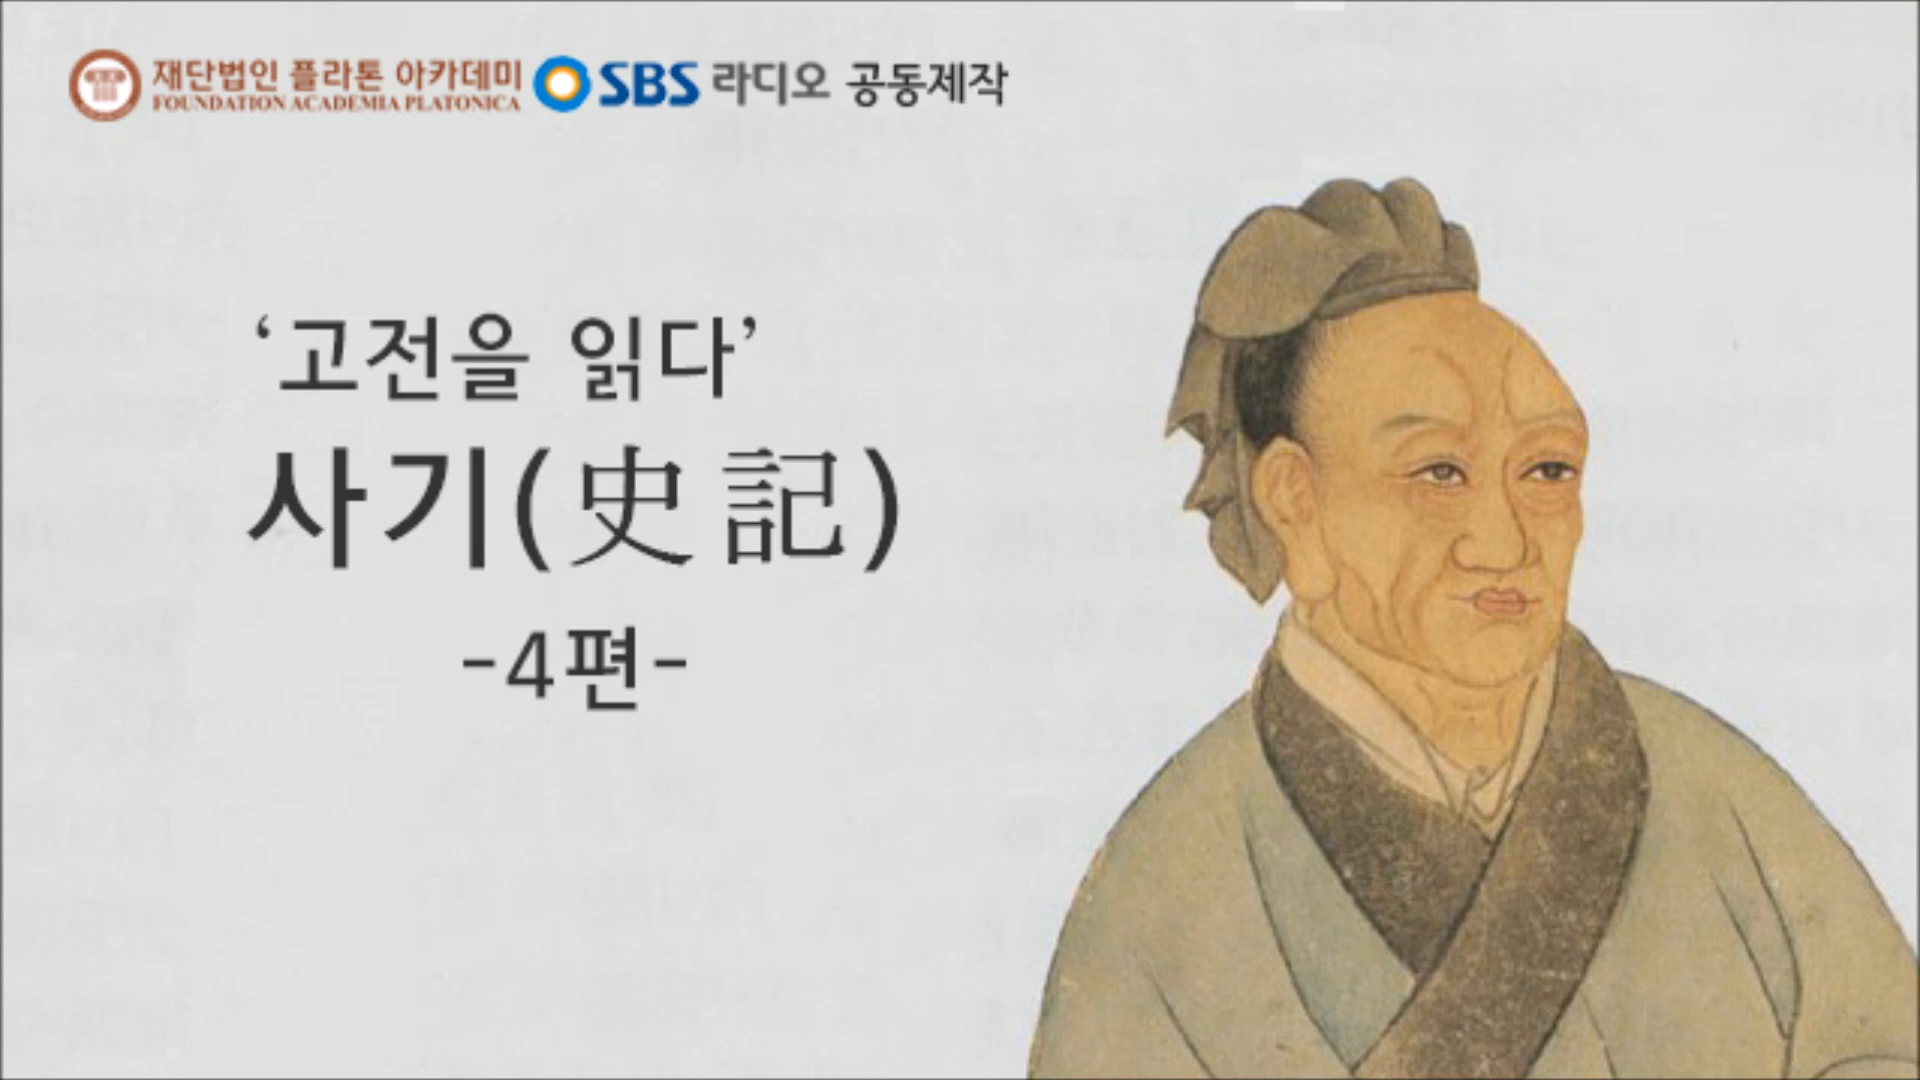 재단법인 플라톤 아카데미
FOUNDATION ACADEMIA PLATONICA
SBS 라디오 공동제작
‘고전을 읽다’
사기(史記)
-4편-